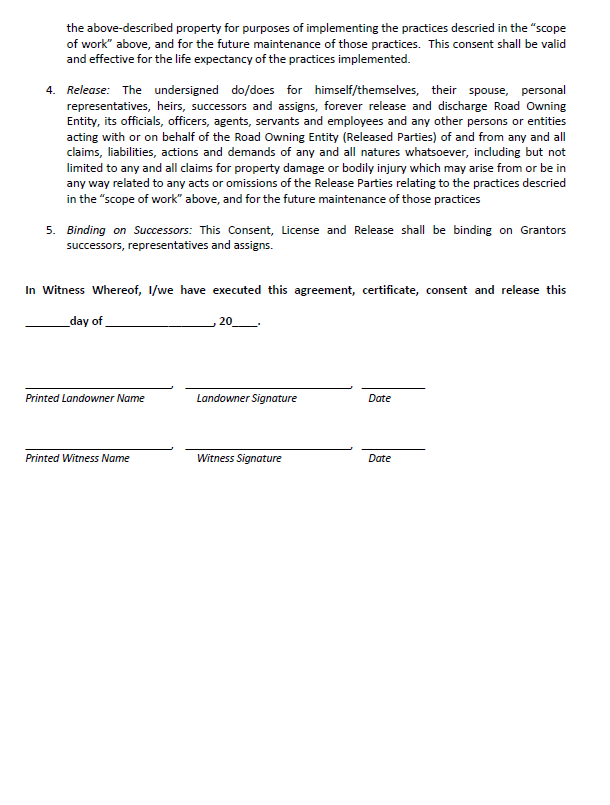 the above-described property for purposes of implementing the practices descried in the “scope
of work” above, and for the future maintenance of those practices.  This consent shall be valid
and effective for the life expectancy of the practices implemented.
4. Release: The undersigned do/does for himself/themselves, their spouse, personal
representatives, heirs, successors and assigns, forever release and discharge Road Owning
Entity, its officials, officers, agents, servants and employees and any other persons or entities
acting with or on behalf of the Road Owning Entity (Released Parties) of and from any and all
claims, liabilities, actions and demands of any and all natures whatsoever, including but not
limited to any and all claims for property damage or bodily injury which may arise from or be in
any way related to any acts or omissions of the Release Parties relating to the practices descried
in the “scope of work” above, and for the future maintenance of those practices
5. Binding on Successors: This Consent, License and Release shall be binding on Grantors
successors, representatives and assigns.
In Witness Whereof, I/we have executed this agreement, certificate, consent and release this
_______day of __________________, 20____.
________________________, ___________________________, __________
Printed Landowner Name Landowner Signature Date
________________________, ___________________________, __________
Printed Witness Name Witness Signature Date